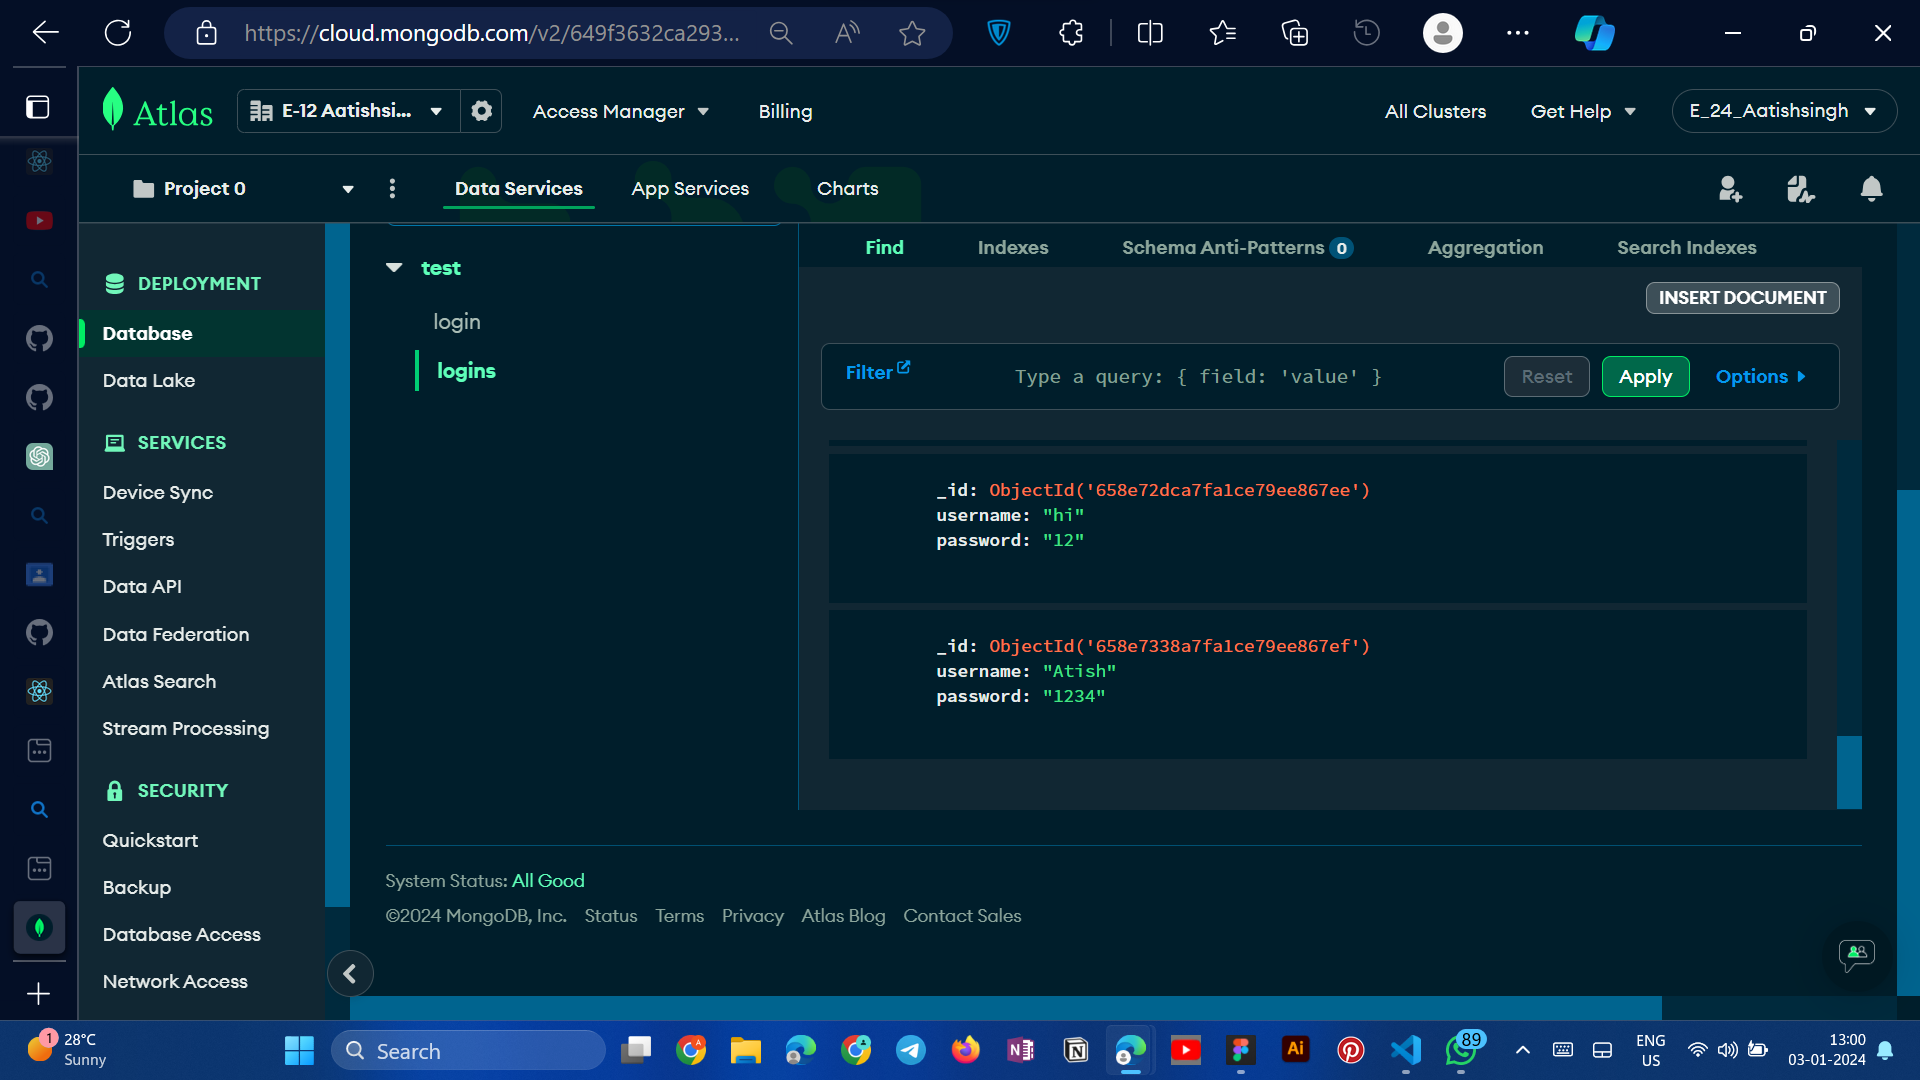 https://cloud.mongodb.com/v2/649f3632ca293...
Atlas
E-12 Aatishsi...
Access Manager
Billing
All Clusters
Get Help
E_24_Aatishsingh
Project 0
Data Services
App Services
Charts
DEPLOYMENT
Database
Data Lake
SERVICES
Device Sync
Triggers
Data API
Data Federation
Atlas Search
Stream Processing
SECURITY
Quickstart
Backup
Database Access
Network Access
test
login
logins
Find
Indexes
Schema Anti-Patterns 0
Aggregation
Search Indexes
INSERT DOCUMENT
Filter
Type a query: { field: 'value' }
Reset
Apply
Options
_id: ObjectId('658e72dca7fa1ce79ee867ee')
username: "hi"
password: "12"
_id: ObjectId('658e7338a7fa1ce79ee867ef')
username: "Atish"
password: "1234"
System Status: All Good
©2024 MongoDB, Inc. Status Terms Privacy Atlas Blog Contact Sales
1
28°C
Sunny
Search
Ai
89
ENG
US
13:00
03-01-2024